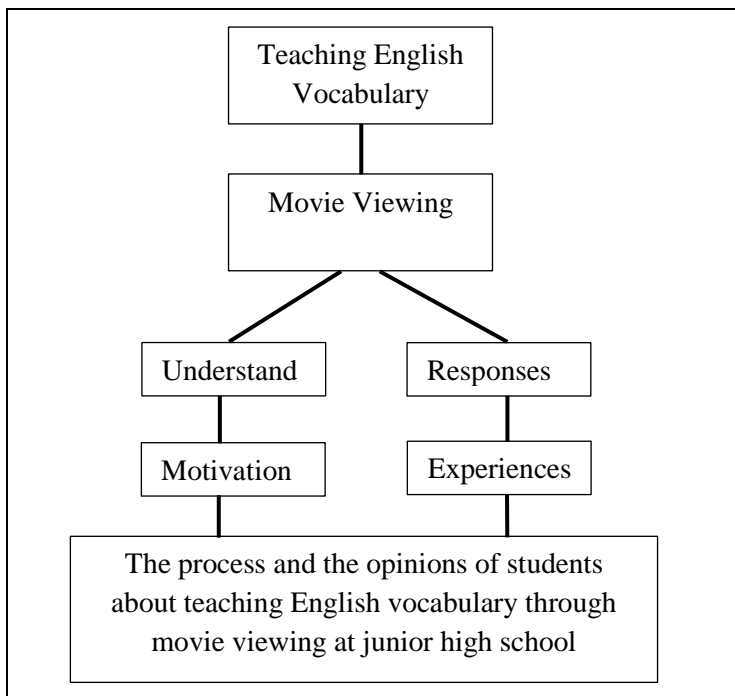 Teaching English
Vocabulary
Movie Viewing
Understand
Responses
Motivation
Experiences
The process and the opinions of students
about teaching English vocabulary through
movie viewing at junior high school